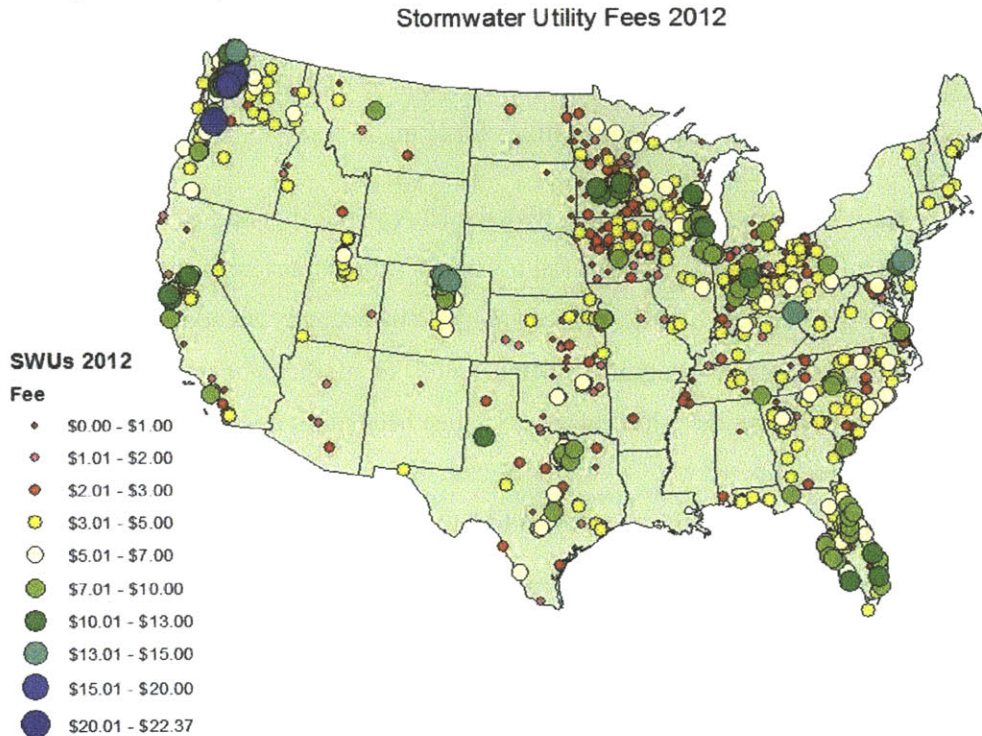 Stormwater Utility Fees 2012
SWUs 2012
Fee
$0.00 - $1.00
$1.01 - $2.00
$2.01 - $3.00
$3.01 - $5.00
$5.01 - $7.00
$7.01 - $10.00
$10.01 - $13.00
$13.01 - $15.00
$15.01 - $20.00
$20.01 - $22.37